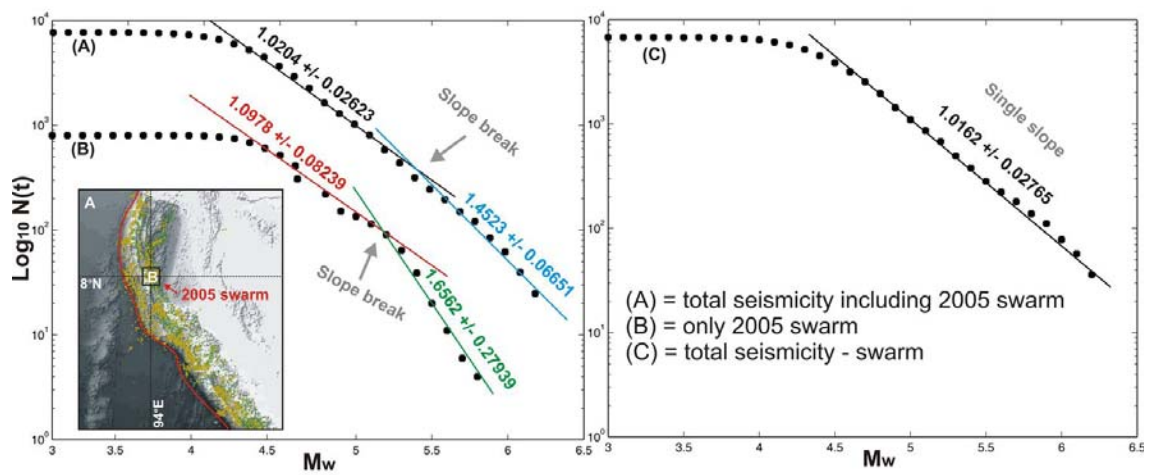 10⁴
10³
10²
10¹
10⁰
Log₁₀ N(t)
(A)
(B)
1.0204 +/- 0.02623
1.0978 +/- 0.08239
Slope break
1.4523 +/- 0.06651
Slope break
1.6562 +/- 0.27939
A
B
8°N
2005 swarm
94°E
3 3.5 4 4.5 5 5.5 6 6.5
Mw
10⁴
10³
10²
10¹
10⁰
(C)
1.0162 +/- 0.02765
Single slope
(A) = total seismicity including 2005 swarm
(B) = only 2005 swarm
(C) = total seismicity - swarm
3 3.5 4 4.5 5 5.5 6 6.5
Mw